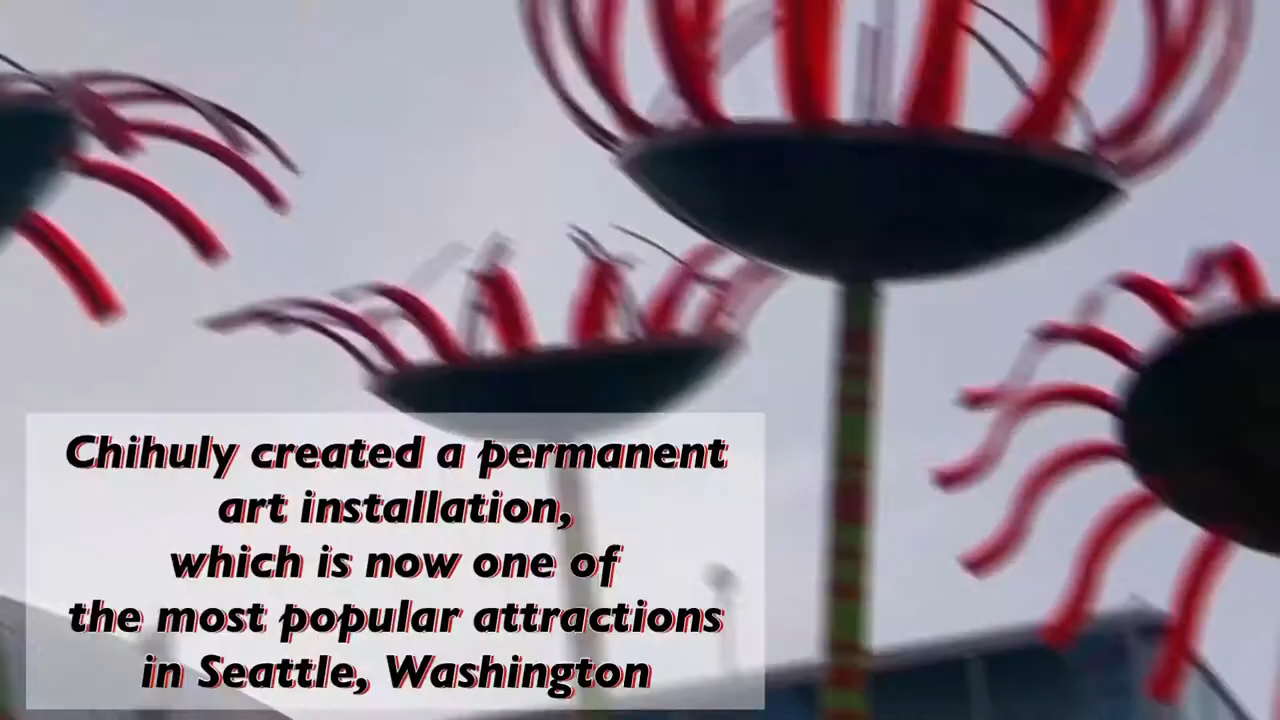 Chihuly created a permanent
art installation,
which is now one of
the most popular attractions
in Seattle, Washington